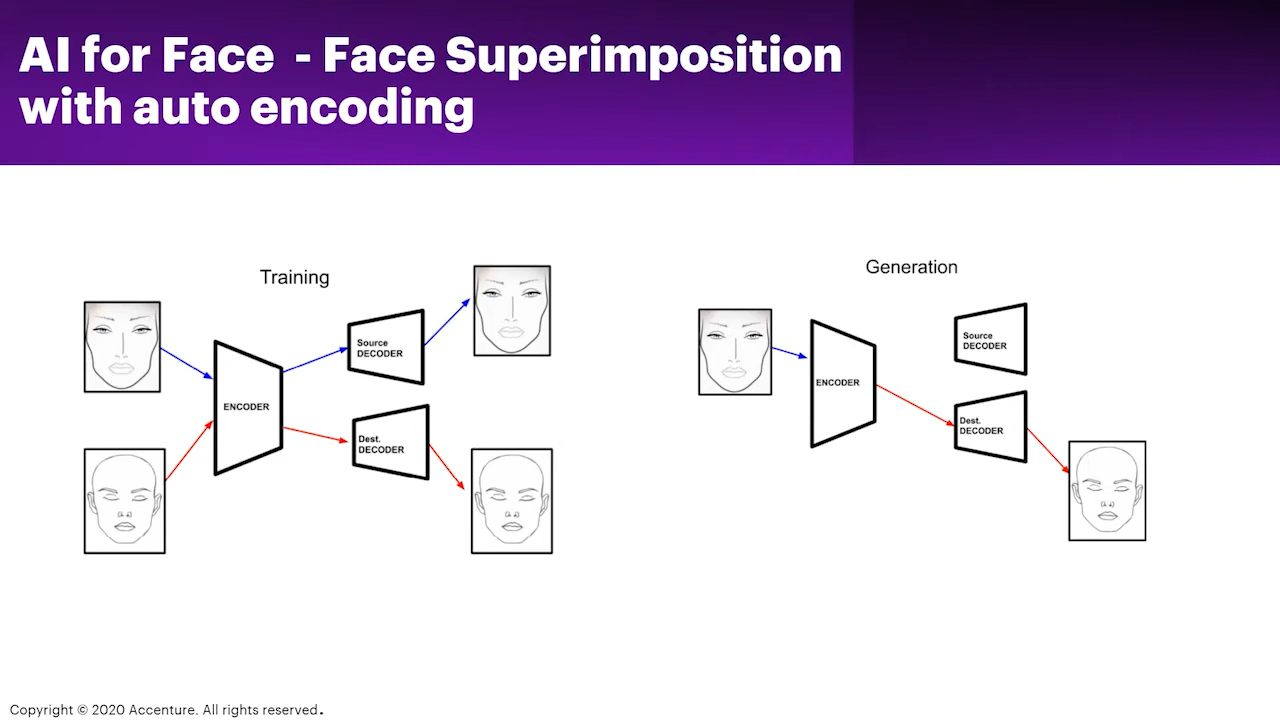 AI for Face  - Face Superimposition
with auto encoding
Training
Source
DECODER
ENCODER
Dest.
DECODER
Generation
Source
DECODER
ENCODER
Dest.
DECODER
Copyright © 2020 Accenture. All rights reserved.